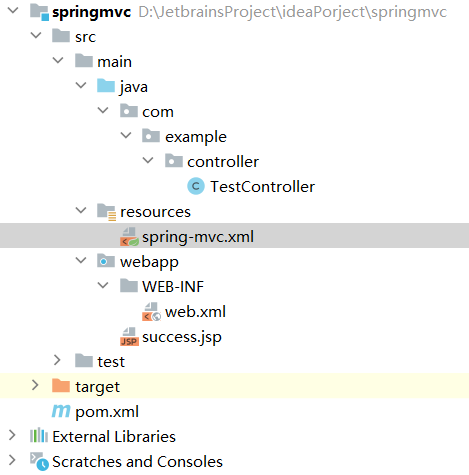 springmvc D:\JetbrainsProject\ideaPorject\springmvc
src
main
java
com
example
controller
C TestController
resources
spring-mvc.xml
webapp
WEB-INF
web.xml
JSP success.jsp
test
target
m pom.xml
External Libraries
Scratches and Consoles